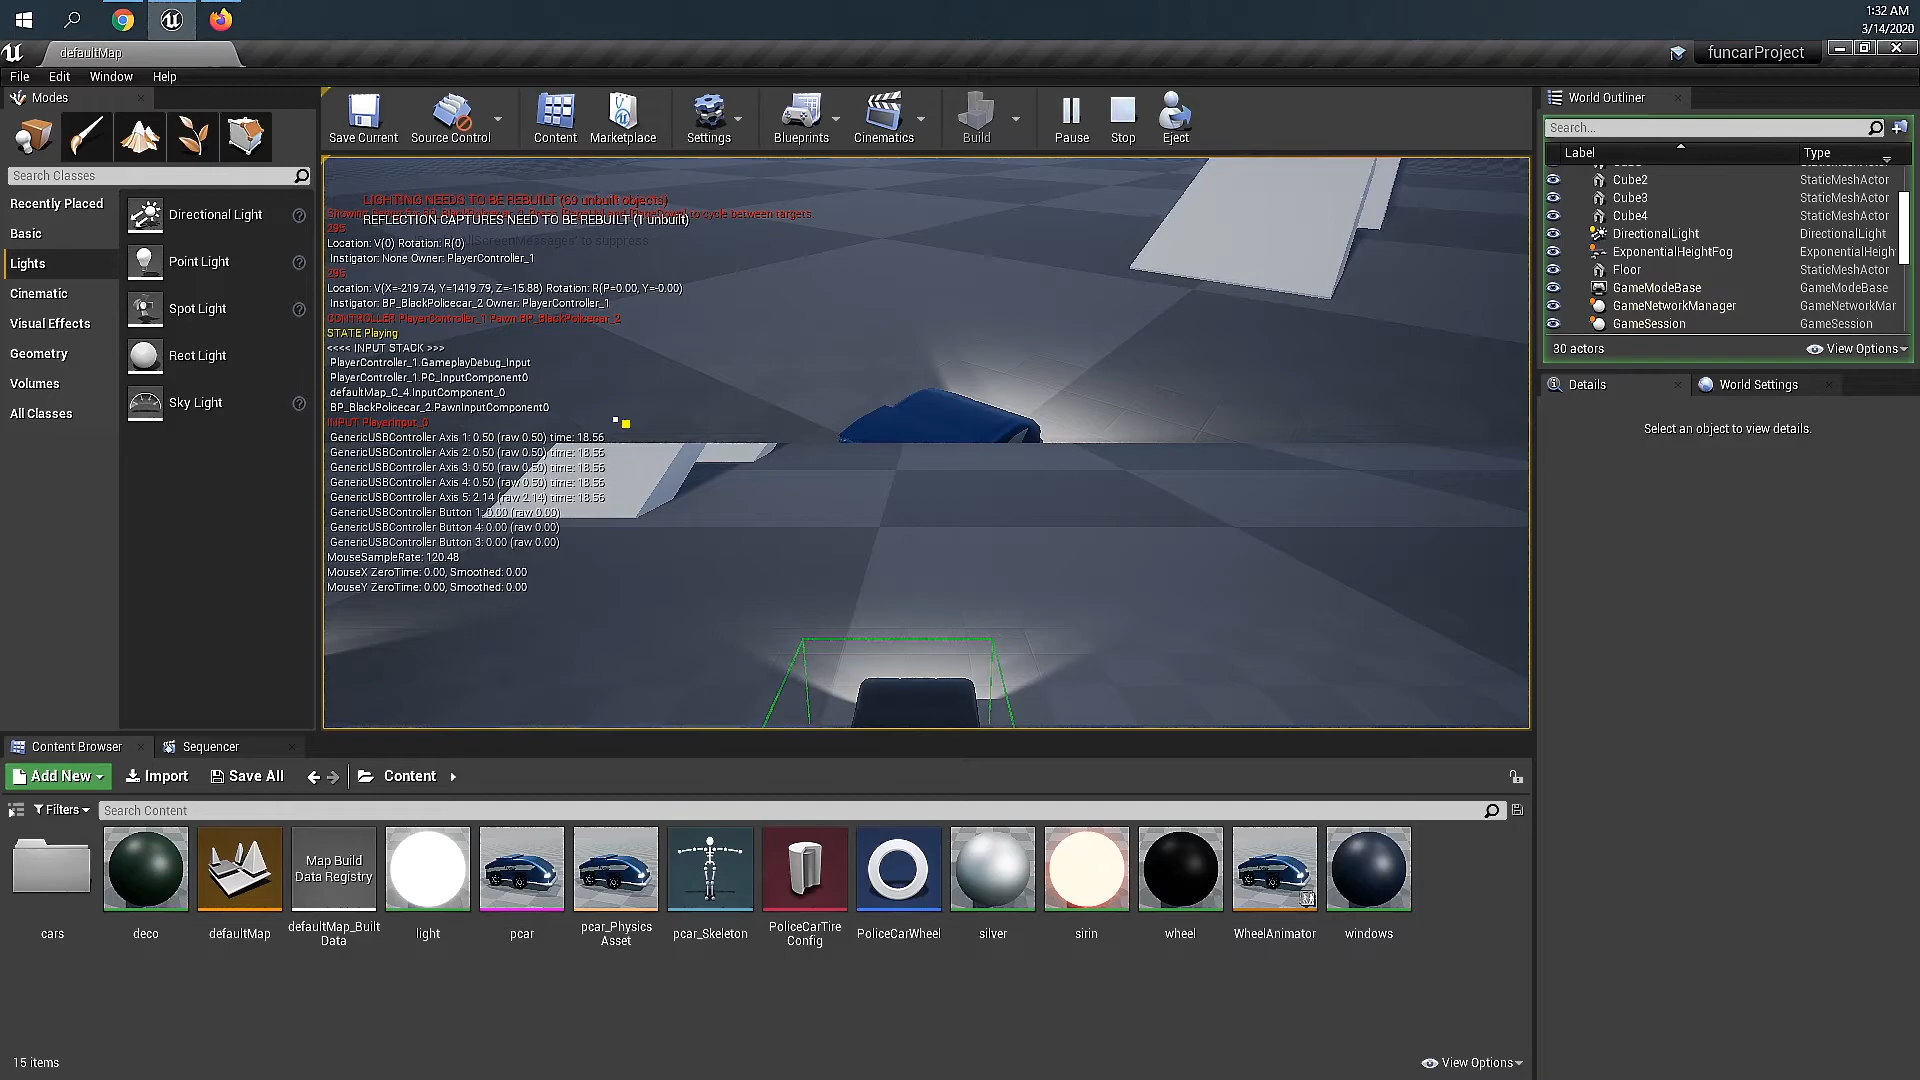 1:32 AM
3/14/2020
defaultMap
funcarProject
File Edit Window Help
Modes
Save Current
Source Control
Content
Marketplace
Settings
Blueprints
Cinematics
Build
Pause
Stop
Eject
Search Classes
Recently Placed
Basic
Lights
Cinematic
Visual Effects
Geometry
Volumes
All Classes
Directional Light
Point Light
Spot Light
Rect Light
Sky Light
LIGHTING NEEDS TO BE REBUILT (69 unbuilt objects)
to cycle between targets.
REFLECTION CAPTURES NEED TO BE REBUILT (1 unbuilt)
295
to suppress
Location: V(0) Rotation: R(0)
Instigator: None Owner: PlayerController_1
295
Location: V(X=-219.74, Y=1419.79, Z=-15.88) Rotation: R(P=0.00, Y=-0.00)
Instigator: BP_BlackPolicecar_2 Owner: PlayerController_1
CONTROLLER PlayerController_1 Pawn BP_BlackPolicecar_2
STATE Playing
<<<< INPUT STACK >>>
PlayerController_1.GameplayDebug_Input
PlayerController_1.PC_InputComponent0
defaultMap_C_4.InputComponent_0
BP_BlackPolicecar_2.PawnInputComponent0
INPUT PlayerInput_0
GenericUSBController Axis 1: 0.50 (raw 0.50) time: 18.56
GenericUSBController Axis 2: 0.50 (raw 0.50) time: 18.56
GenericUSBController Axis 3: 0.50 (raw 0.50) time: 18.56
GenericUSBController Axis 4: 0.50 (raw 0.50) time: 18.56
GenericUSBController Axis 5: 2.14 (raw 2.14) time: 18.56
GenericUSBController Button 1: 0.00 (raw 0.00)
GenericUSBController Button 4: 0.00 (raw 0.00)
GenericUSBController Button 3: 0.00 (raw 0.00)
MouseSampleRate: 120.48
MouseX ZeroTime: 0.00, Smoothed: 0.00
MouseY ZeroTime: 0.00, Smoothed: 0.00
World Outliner
Search...
Label Type
Cube2 StaticMeshActor
Cube3 StaticMeshActor
Cube4 StaticMeshActor
DirectionalLight DirectionalLight
ExponentialHeightFog ExponentialHeigh
Floor StaticMeshActor
GameModeBase GameModeBase
GameNetworkManager GameNetworkMar
GameSession GameSession
30 actors View Options
Details World Settings
Select an object to view details.
Content Browser Sequencer
Add New Import Save All Content
Filters Search Content
Map Build
Data Registry
cars
deco
defaultMap
defaultMap_Built
Data
light
pcar
pcar_Physics
Asset
pcar_Skeleton
PoliceCarTire
Config
PoliceCarWheel
silver
sirin
wheel
WheelAnimator
windows
15 items View Options